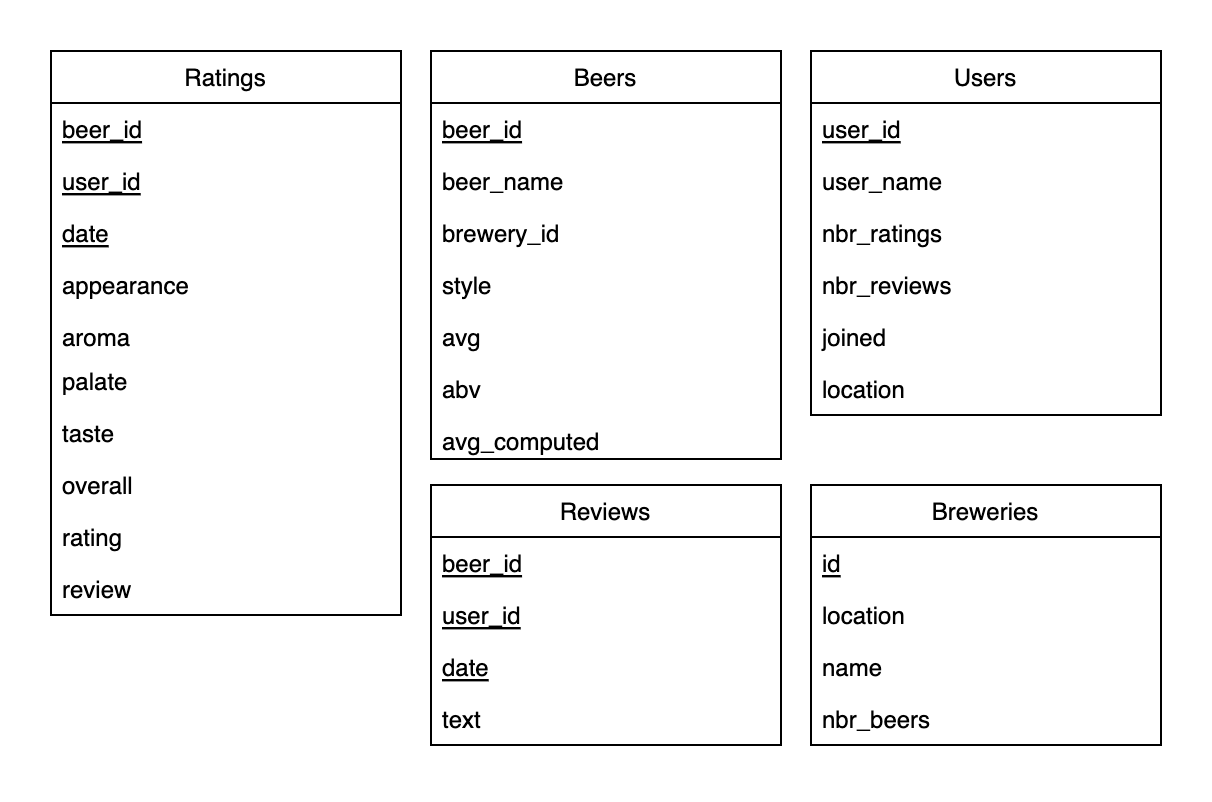 Ratings
beer_id
user_id
date
appearance
aroma
palate
taste
overall
rating
review
Beers
beer_id
beer_name
brewery_id
style
avg
abv
avg_computed
Users
user_id
user_name
nbr_ratings
nbr_reviews
joined
location
Reviews
beer_id
user_id
date
text
Breweries
id
location
name
nbr_beers